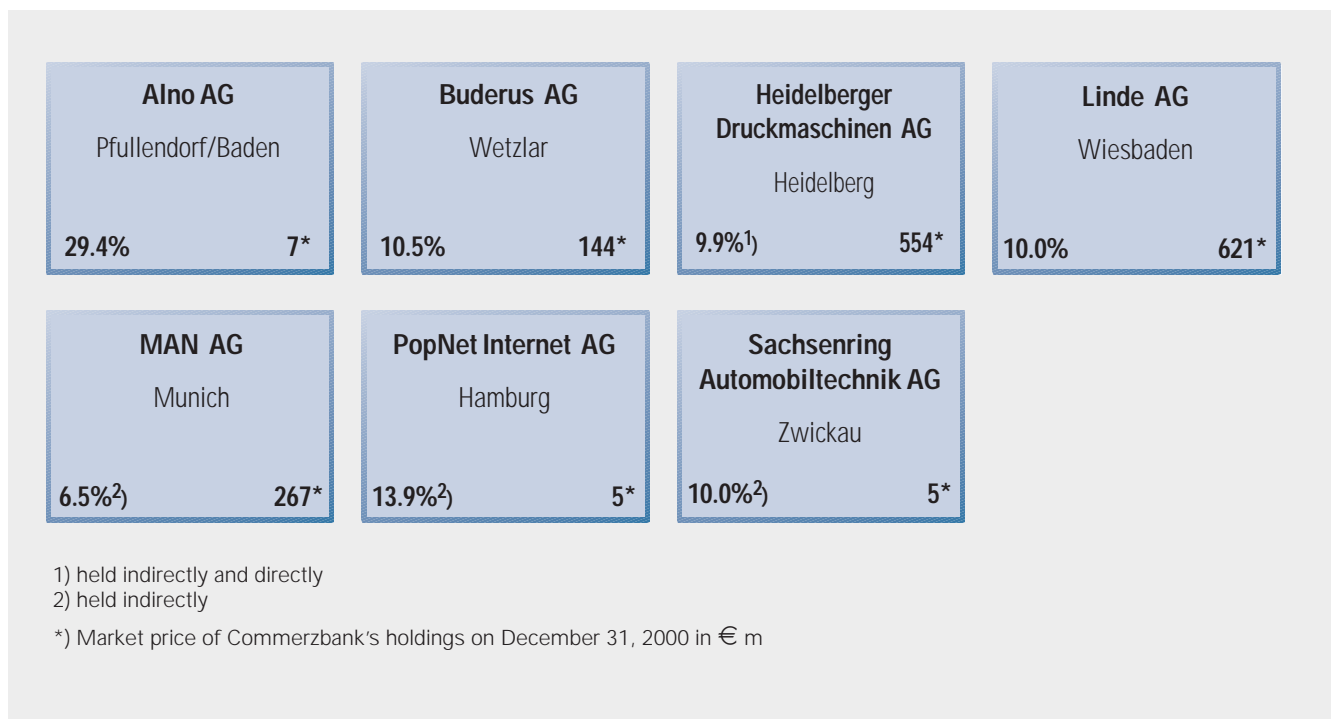 Alno AG
Pfullendorf/Baden
29.4% 7*
Buderus AG
Wetzlar
10.5% 144*
Heidelberger
Druckmaschinen AG
Heidelberg
9.9%1) 554*
Linde AG
Wiesbaden
10.0% 621*
MAN AG
Munich
6.5%2) 267*
PopNet Internet AG
Hamburg
13.9%2) 5*
Sachsenring
Automobiltechnik AG
Zwickau
10.0%2) 5*
1) held indirectly and directly
2) held indirectly
*) Market price of Commerzbank's holdings on December 31, 2000 in € m